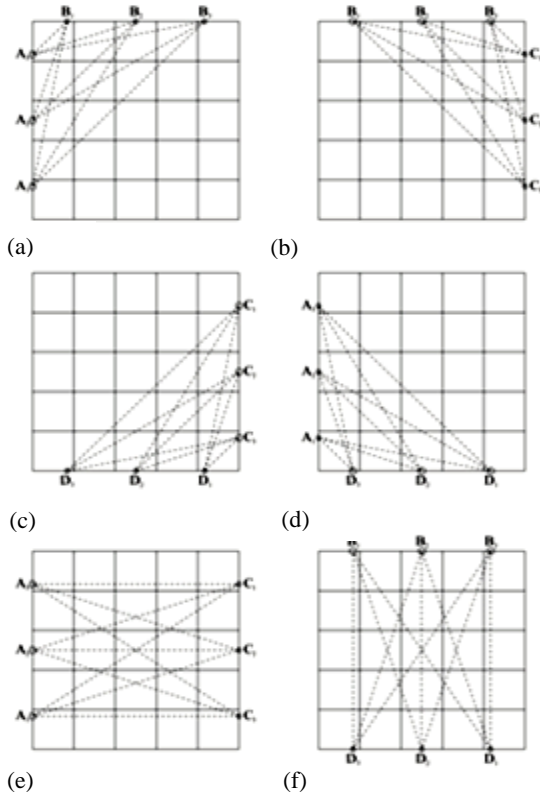 B₁ B₂ B₃
A₃
A₂
A₁
(a)
B₁ B₂ B₃
C₁
C₂
C₃
(b)
C₁
C₂
C₃
D₃ D₂ D₁
(c)
A₃
A₂
A₁
D₃ D₂ D₁
(d)
A₃ C₁
A₂ C₂
A₁ C₃
(e)
B₂ B₃
D₃ D₂ D₁
(f)